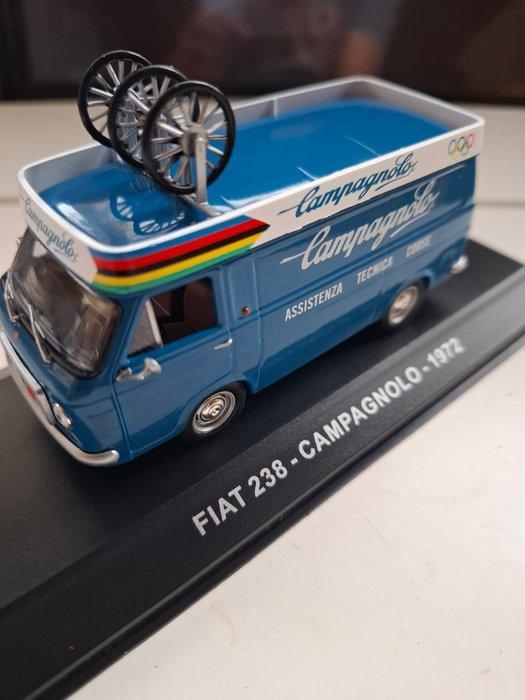 Campagnolo
Campagnolo
Campagnolo
ASSISTENZA TECNICA CORSE
FIAT 238 - CAMPAGNOLO - 1972